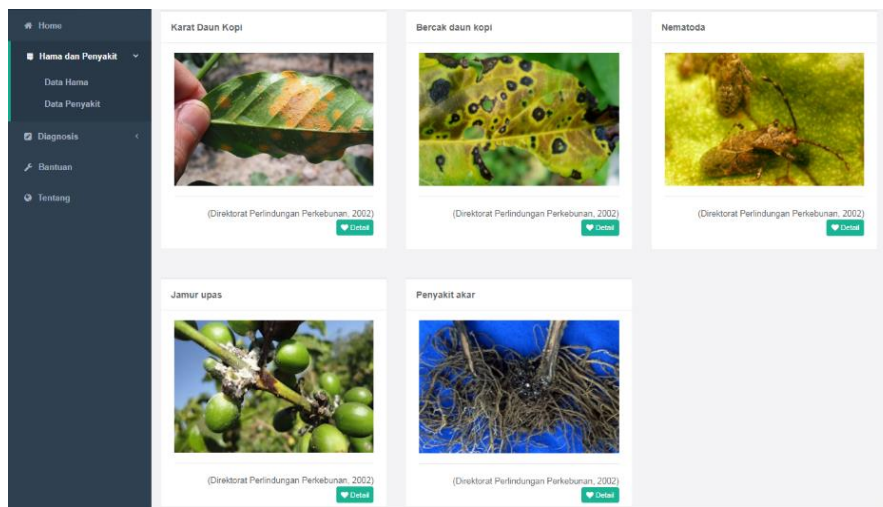 Home
Hama dan Penyakit
Data Hama
Data Penyakit
Diagnosis
Bantuan
Tentang
Karat Daun Kopi
(Direktorat Perlindungan Perkebunan, 2002)
Detail
Bercak daun kopi
(Direktorat Perlindungan Perkebunan, 2002)
Detail
Nematoda
(Direktorat Perlindungan Perkebunan, 2002)
Detail
Jamur upas
(Direktorat Perlindungan Perkebunan, 2002)
Detail
Penyakit akar
(Direktorat Perlindungan Perkebunan, 2002)
Detail